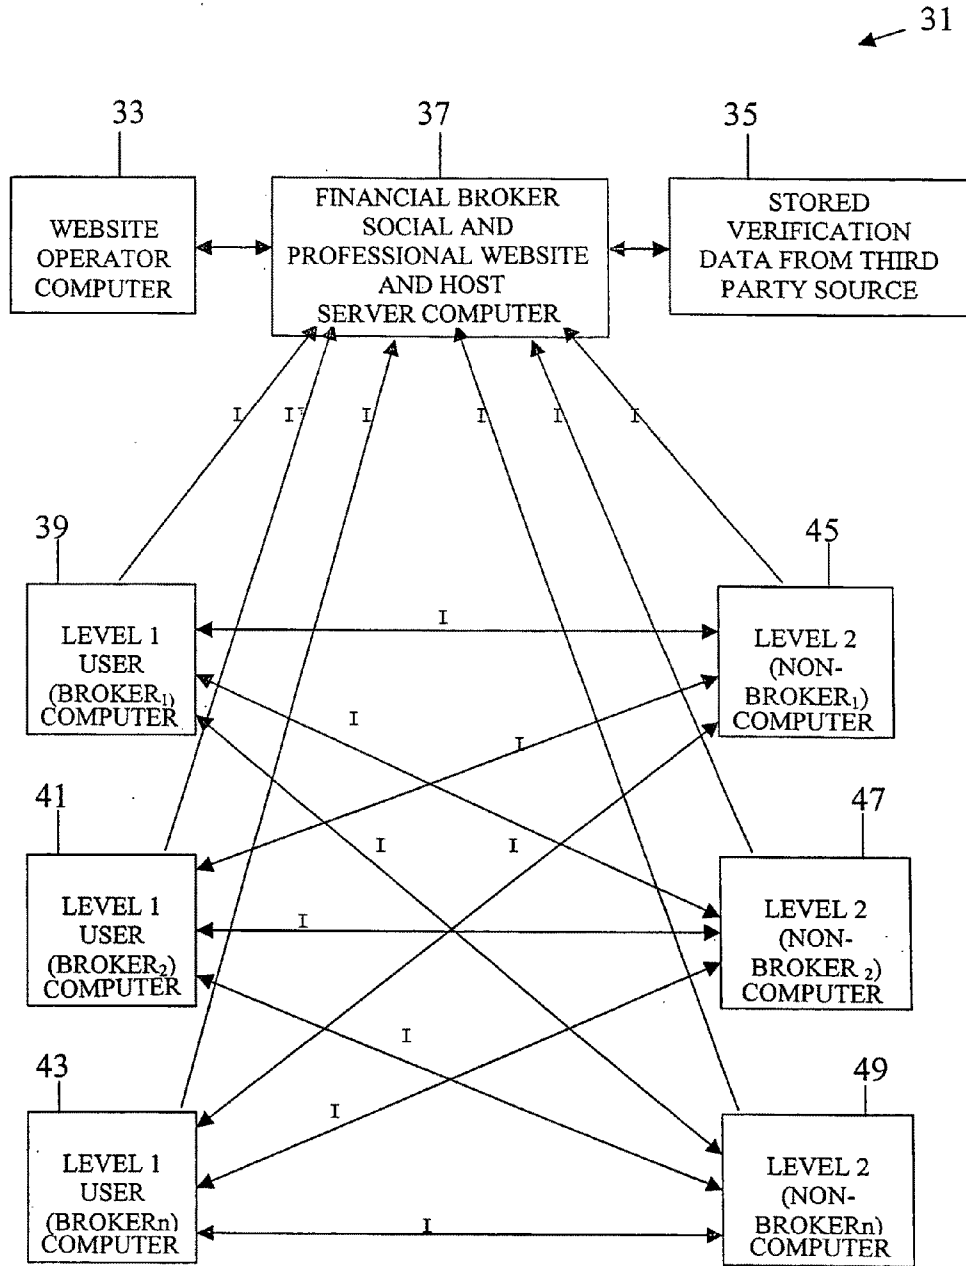 31
33
37
35
WEBSITE
OPERATOR
COMPUTER
FINANCIAL BROKER
SOCIAL AND
PROFESSIONAL WEBSITE
AND HOST
SERVER COMPUTER
STORED
VERIFICATION
DATA FROM THIRD
PARTY SOURCE
I I I I I I
39
45
LEVEL 1
USER
(BROKER₁)
COMPUTER
I
LEVEL 2
(NON-
BROKER₁)
COMPUTER
I
I
41
47
I I
LEVEL 1
USER
(BROKER₂)
COMPUTER
I
LEVEL 2
(NON-
BROKER ₂)
COMPUTER
I
43
49
I
LEVEL 1
USER
(BROKERn)
COMPUTER
I
LEVEL 2
(NON-
BROKERn)
COMPUTER